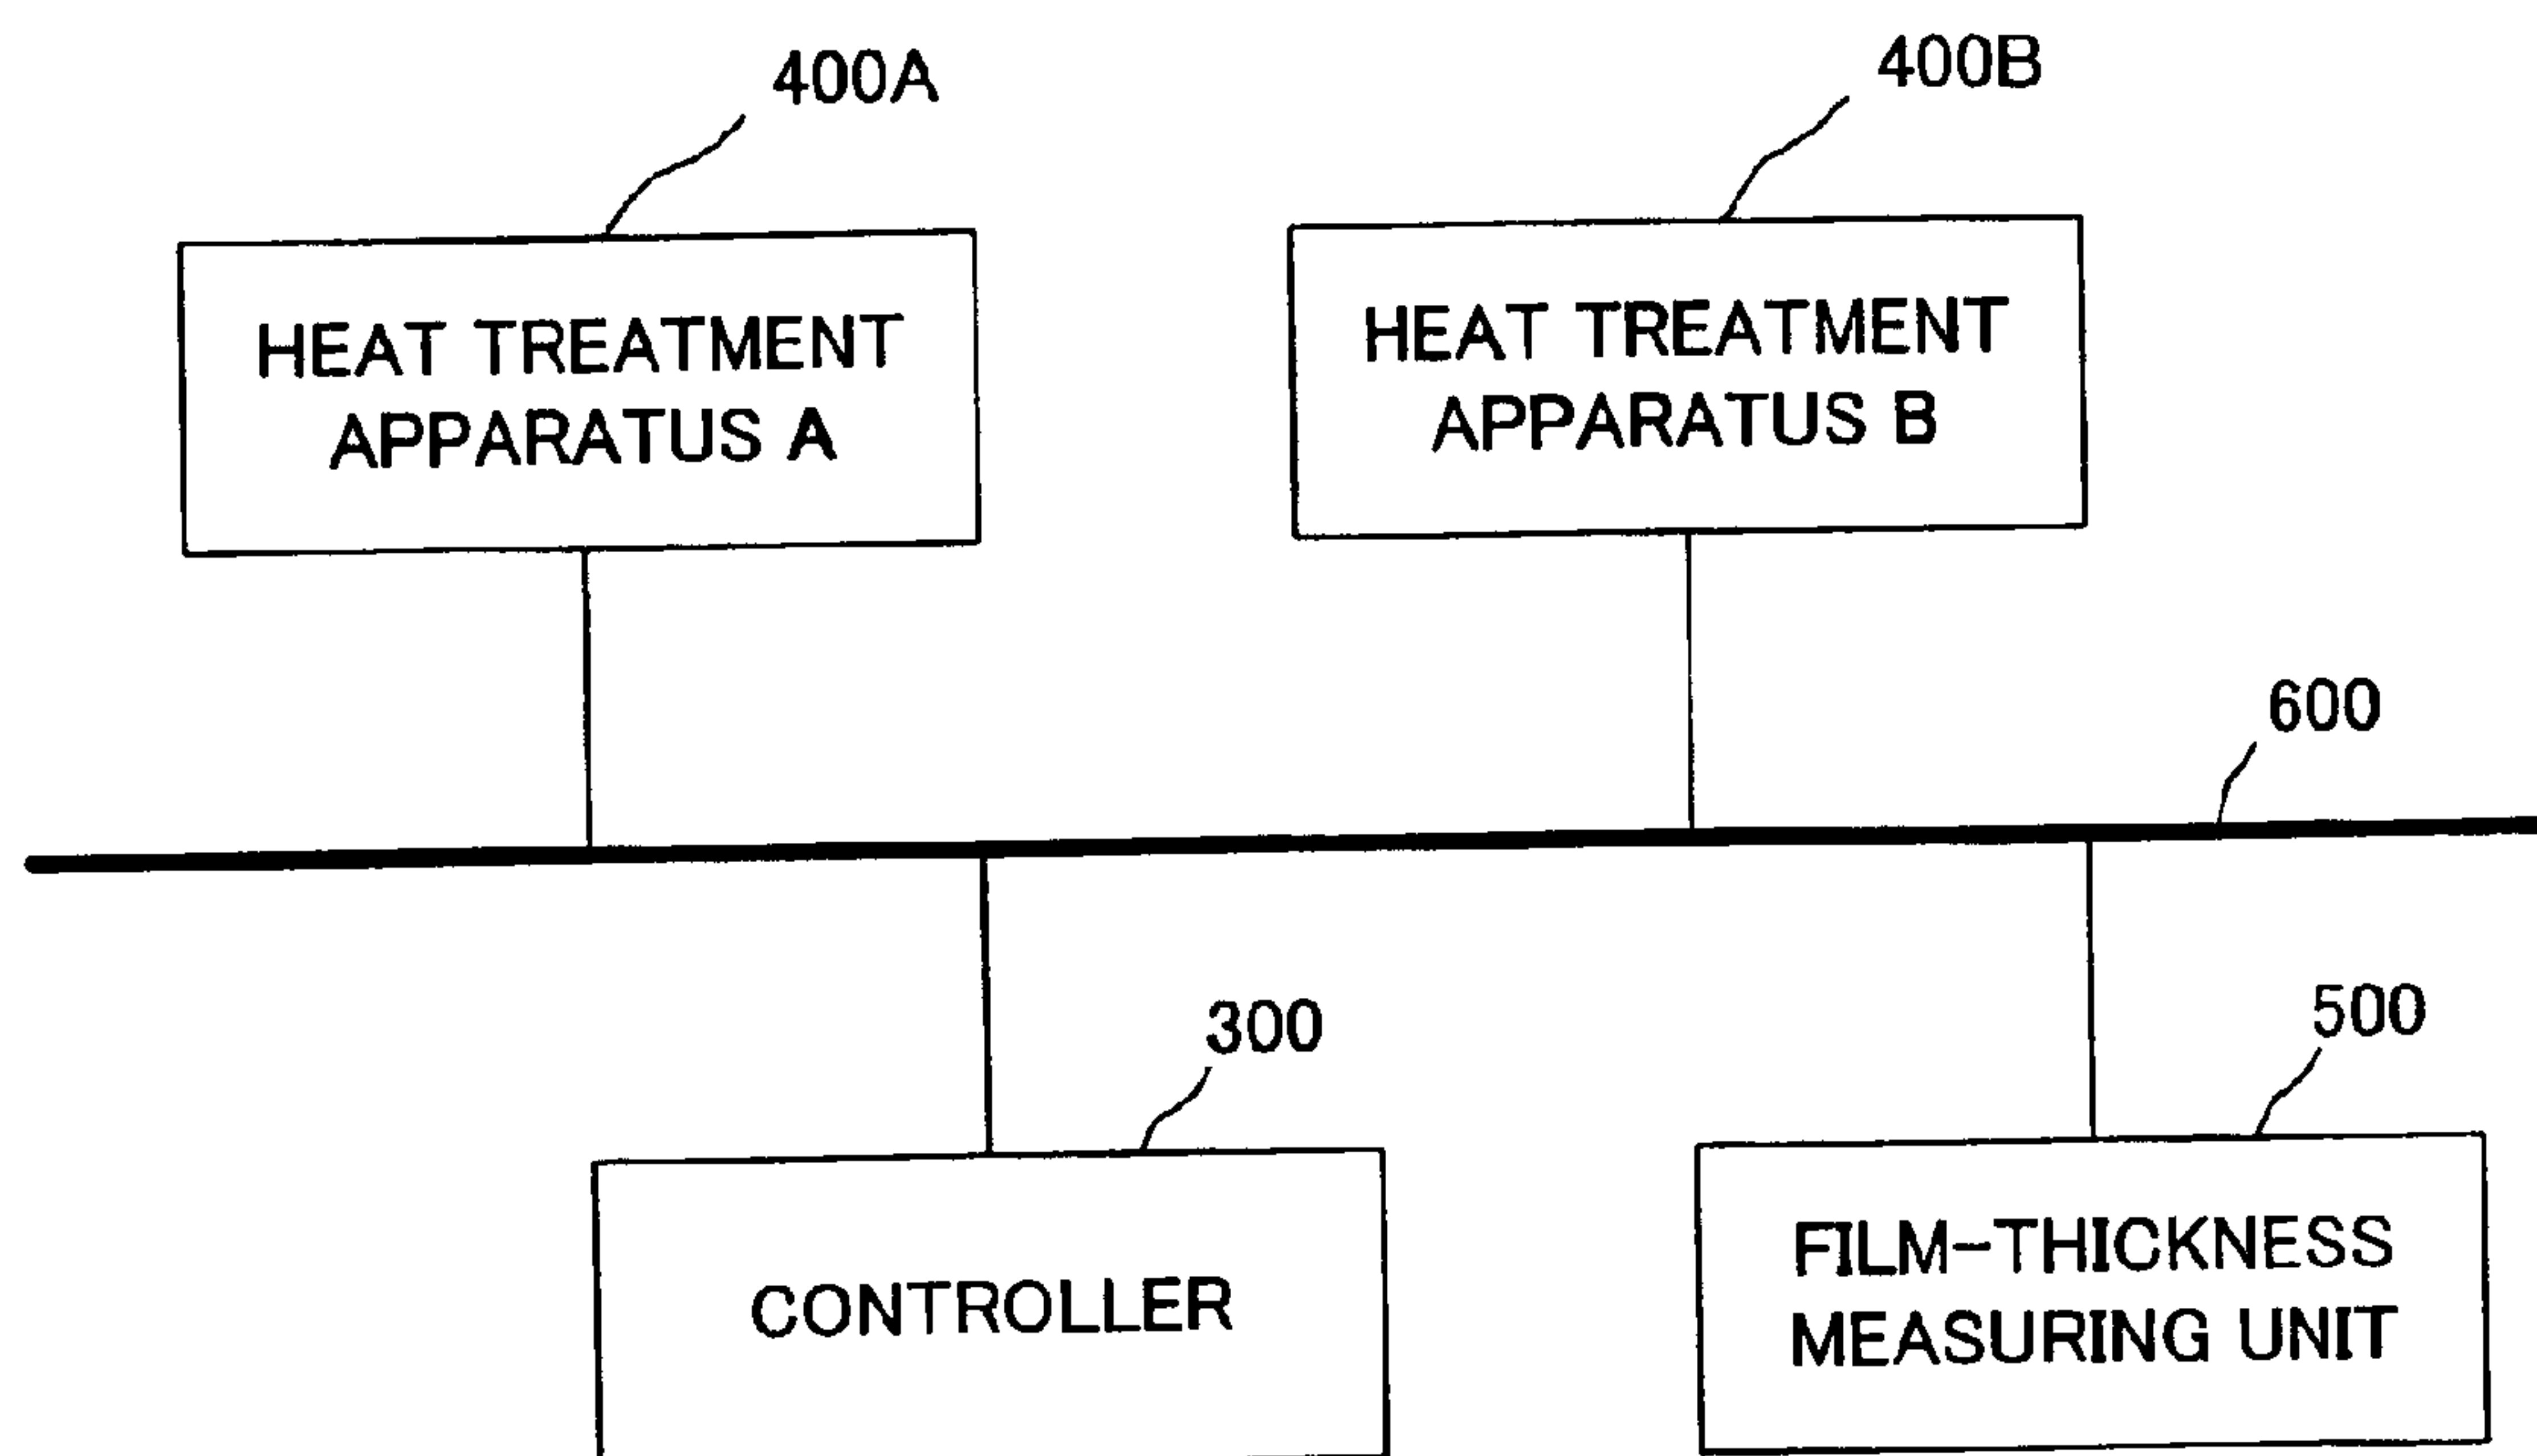 400A
400B
HEAT TREATMENT
APPARATUS A
HEAT TREATMENT
APPARATUS B
600
300
500
CONTROLLER
FILM-THICKNESS
MEASURING UNIT